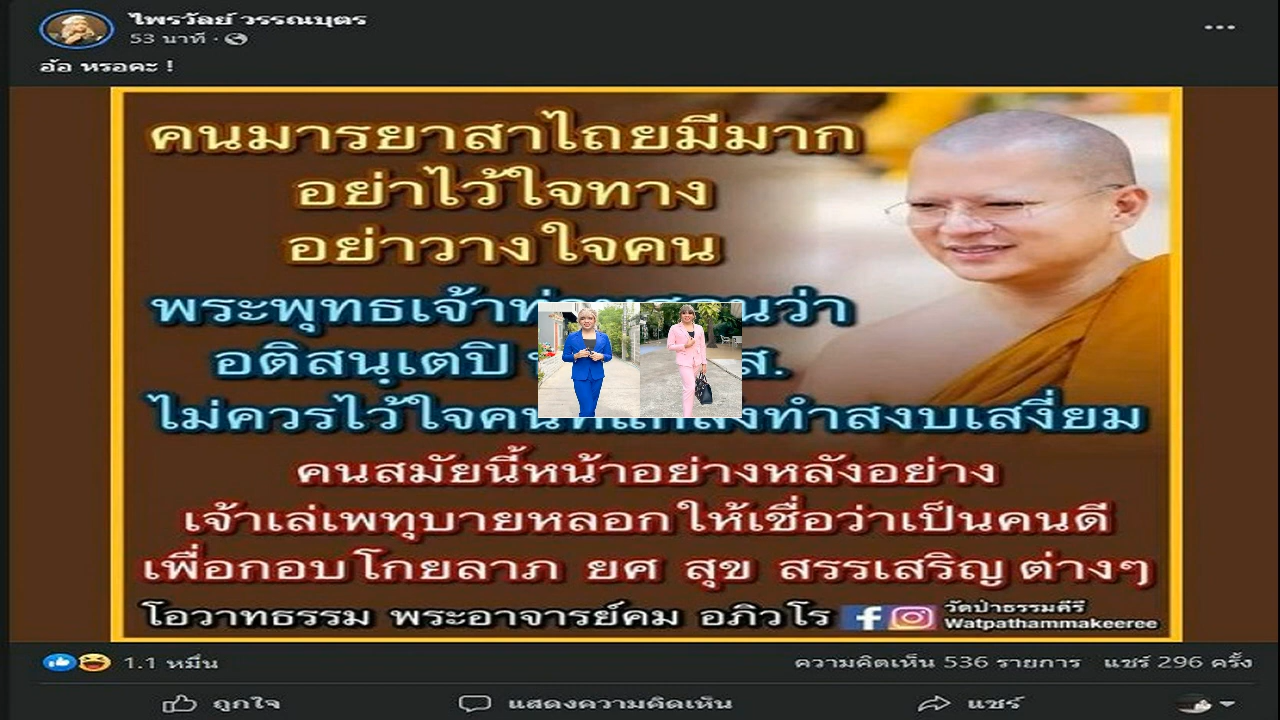 ไพรวัลย์ วรรณบุตร
53 นาที ·
อ้อ หรอคะ !
คนมารยาสาไถยมีมาก
อย่าไว้ใจทาง
อย่าวางใจคน
พระพุทธเจ้า ว่า
อติสนฺเตปิ
ไม่ควรไว้ใจคน ทำสงบเสงี่ยม
คนสมัยนี้หน้าอย่างหลังอย่าง
เจ้าเล่เพทุบายหลอกให้เชื่อว่าเป็นคนดี
เพื่อกอบโกยลาภ ยศ สุข สรรเสริญ ต่างๆ
โอวาทธรรม พระอาจารย์คม อภิวโร
วัดป่าธรรมคีรี
Watpathammakeeree
1.1 หมื่น ความคิดเห็น 536 รายการ แชร์ 296 ครั้ง
ถูกใจ แสดงความคิดเห็น แชร์